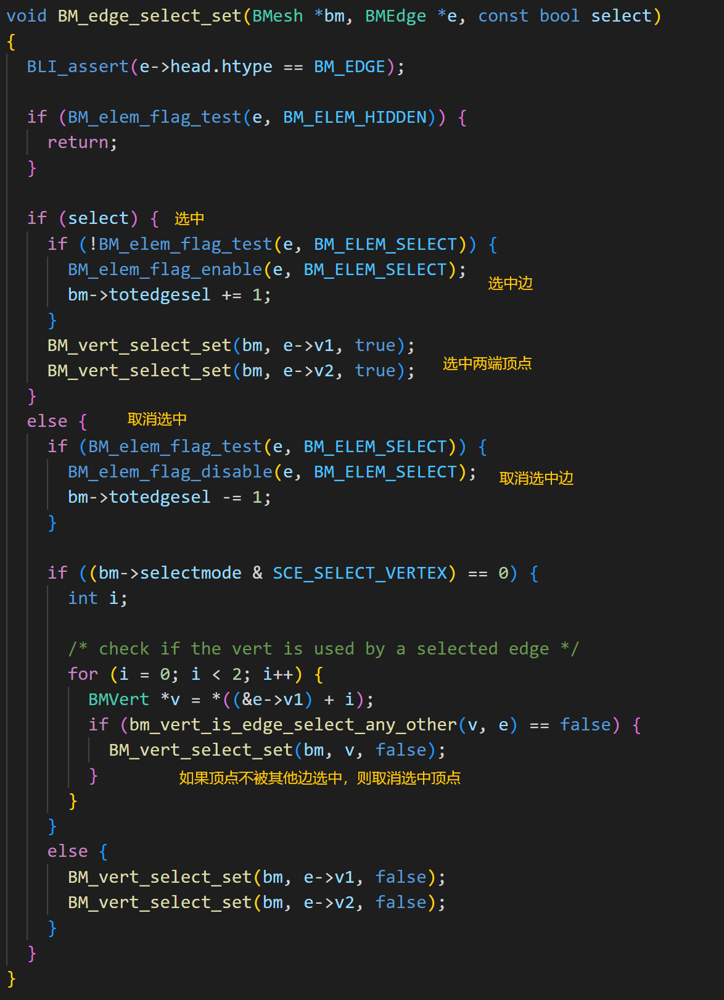 void BM_edge_select_set(BMesh *bm, BMEdge *e, const bool select)
{
  BLI_assert(e->head.htype == BM_EDGE);

  if (BM_elem_flag_test(e, BM_ELEM_HIDDEN)) {
    return;
  }

  if (select) { 选中
    if (!BM_elem_flag_test(e, BM_ELEM_SELECT)) {
      BM_elem_flag_enable(e, BM_ELEM_SELECT);
选中边
      bm->totedgesel += 1;
    }
    BM_vert_select_set(bm, e->v1, true);
选中两端顶点
    BM_vert_select_set(bm, e->v2, true);
  }
  else { 取消选中
    if (BM_elem_flag_test(e, BM_ELEM_SELECT)) {
      BM_elem_flag_disable(e, BM_ELEM_SELECT); 取消选中边
      bm->totedgesel -= 1;
    }

    if ((bm->selectmode & SCE_SELECT_VERTEX) == 0) {
      int i;

      /* check if the vert is used by a selected edge */
      for (i = 0; i < 2; i++) {
        BMVert *v = *((&e->v1) + i);
        if (bm_vert_is_edge_select_any_other(v, e) == false) {
          BM_vert_select_set(bm, v, false);
        } 如果顶点不被其他边选中，则取消选中顶点
      }
    }
    else {
      BM_vert_select_set(bm, e->v1, false);
      BM_vert_select_set(bm, e->v2, false);
    }
  }
}